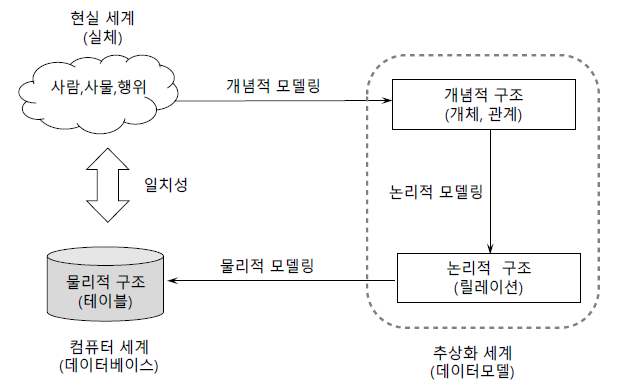 현실 세계
(실체)
사람,사물,행위
개념적 모델링
개념적 구조
(개체, 관계)
일치성
논리적 모델링
물리적 구조
(테이블)
물리적 모델링
논리적 구조
(릴레이션)
컴퓨터 세계
(데이터베이스)
추상화 세계
(데이터모델)